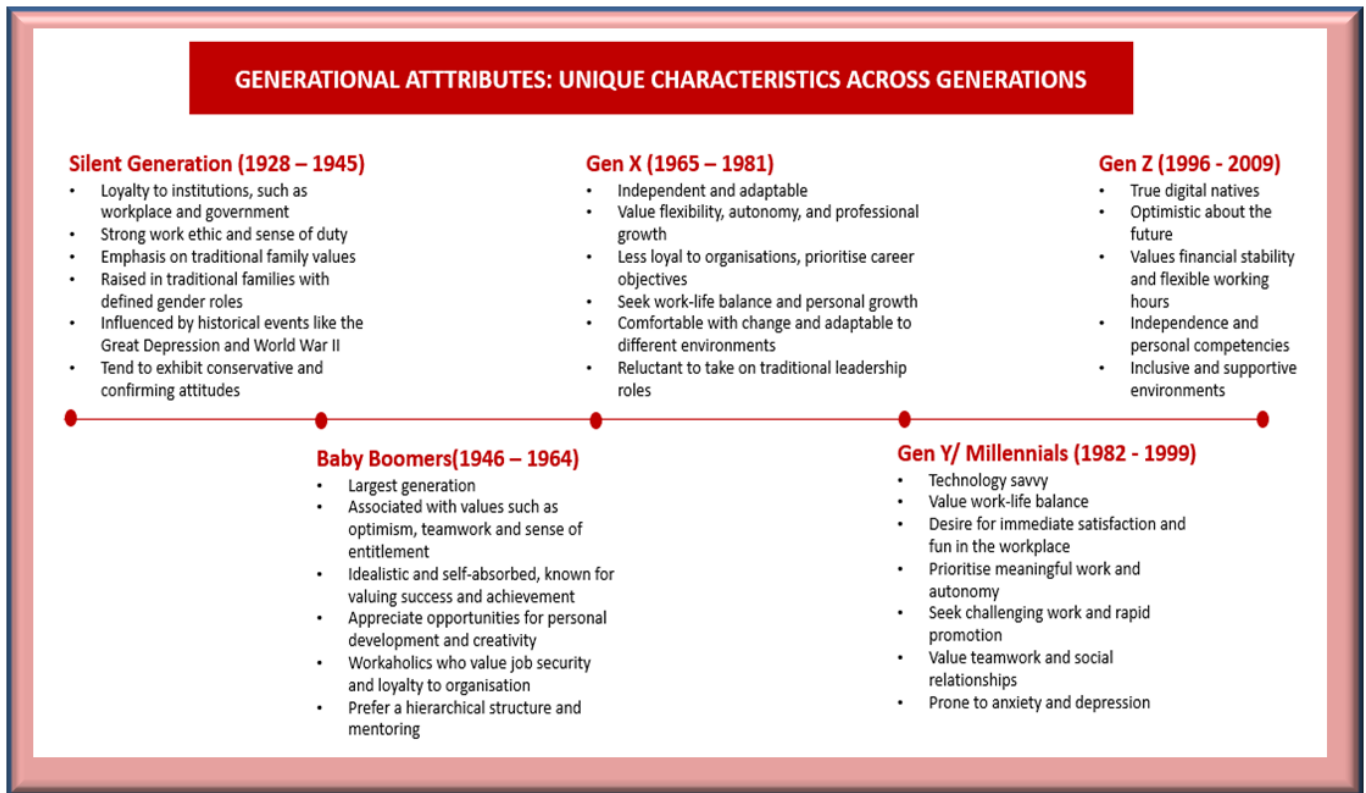 GENERATIONAL ATTTRIBUTES: UNIQUE CHARACTERISTICS ACROSS GENERATIONS
Silent Generation (1928 – 1945)
• Loyalty to institutions, such as
workplace and government
• Strong work ethic and sense of duty
• Emphasis on traditional family values
• Raised in traditional families with
defined gender roles
• Influenced by historical events like the
Great Depression and World War II
• Tend to exhibit conservative and
confirming attitudes
Gen X (1965 – 1981)
• Independent and adaptable
• Value flexibility, autonomy, and professional
growth
• Less loyal to organisations, prioritise career
objectives
• Seek work-life balance and personal growth
• Comfortable with change and adaptable to
different environments
• Reluctant to take on traditional leadership
roles
Gen Z (1996 - 2009)
• True digital natives
• Optimistic about the
future
• Values financial stability
and flexible working
hours
• Independence and
personal competencies
• Inclusive and supportive
environments
Baby Boomers(1946 – 1964)
• Largest generation
• Associated with values such as
optimism, teamwork and sense of
entitlement
• Idealistic and self-absorbed, known for
valuing success and achievement
• Appreciate opportunities for personal
development and creativity
• Workaholics who value job security
and loyalty to organisation
• Prefer a hierarchical structure and
mentoring
Gen Y/ Millennials (1982 - 1999)
• Technology savvy
• Value work-life balance
• Desire for immediate satisfaction and
fun in the workplace
• Prioritise meaningful work and
autonomy
• Seek challenging work and rapid
promotion
• Value teamwork and social
relationships
• Prone to anxiety and depression